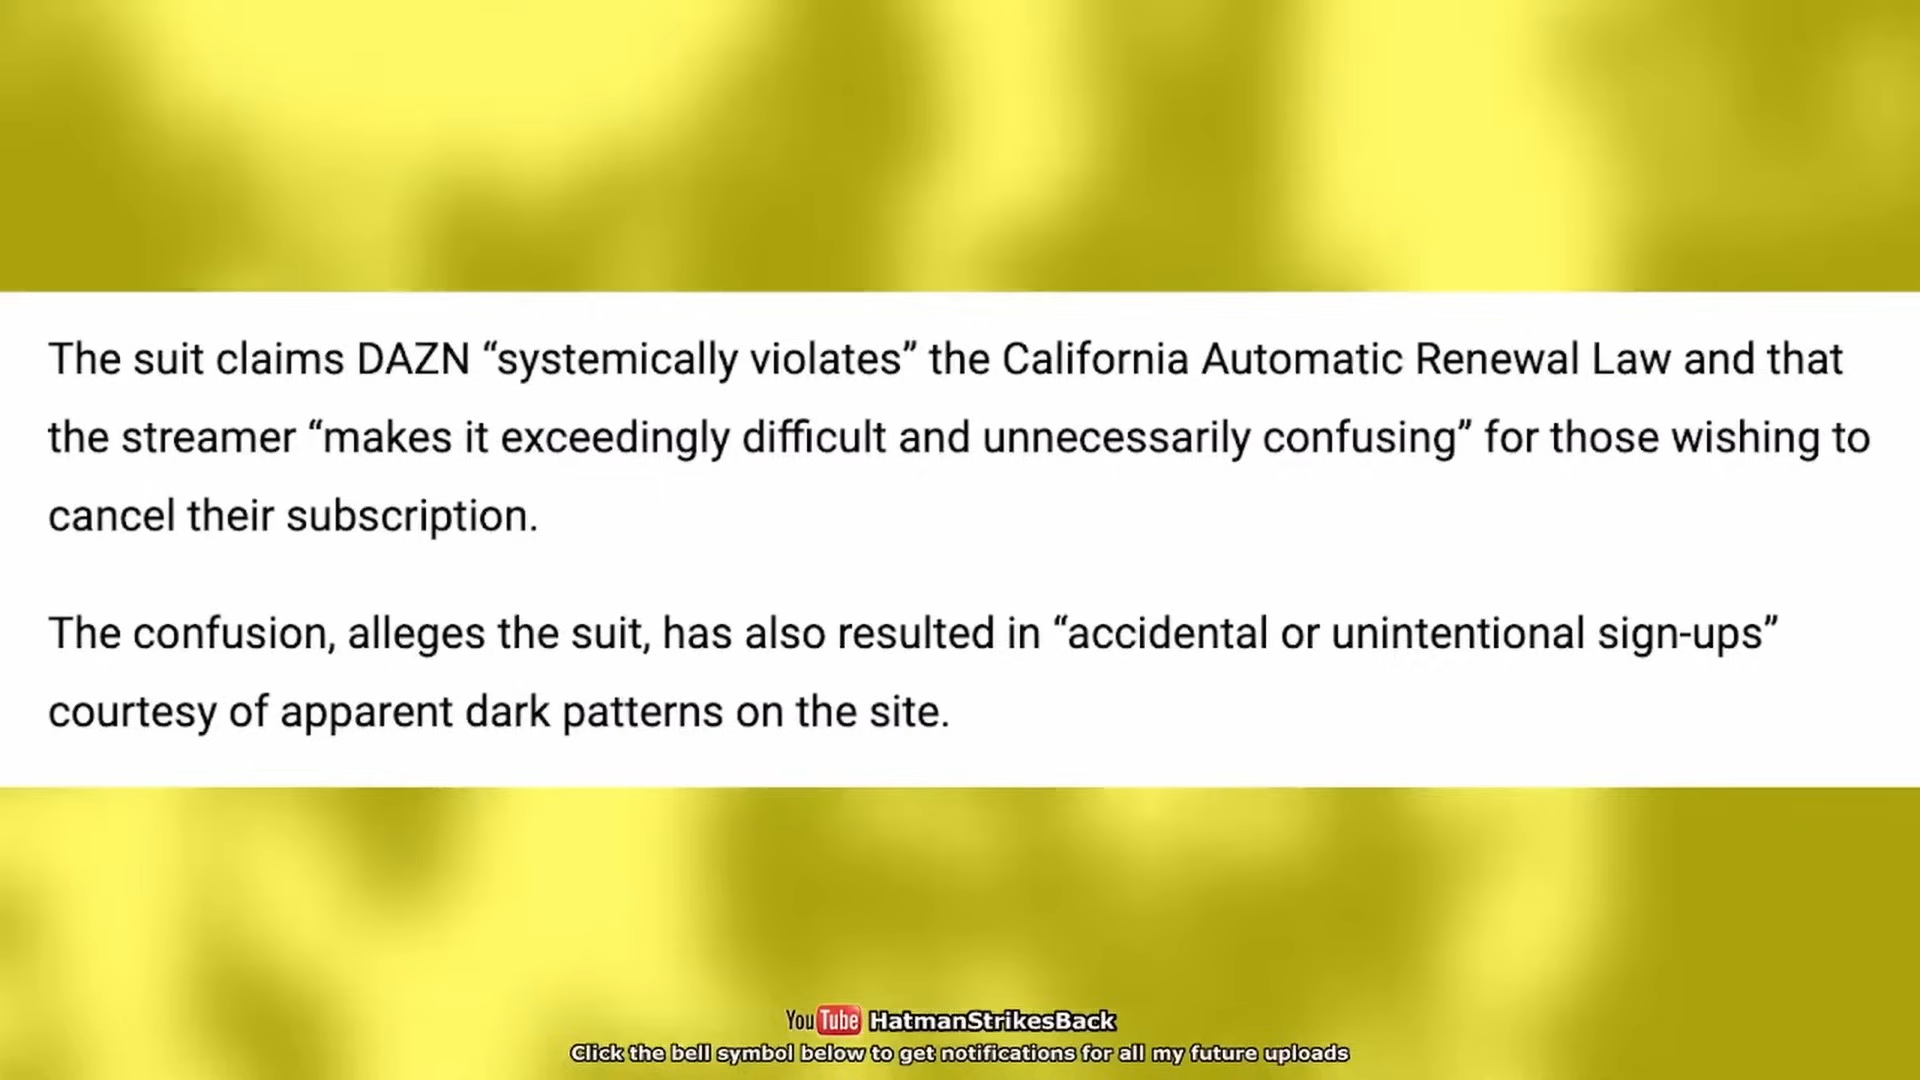 The suit claims DAZN “systemically violates” the California Automatic Renewal Law and that
the streamer “makes it exceedingly difficult and unnecessarily confusing” for those wishing to
cancel their subscription.
The confusion, alleges the suit, has also resulted in “accidental or unintentional sign-ups”
courtesy of apparent dark patterns on the site.
YouTube HatmanStrikesBack
Click the bell symbol below to get notifications for all my future uploads